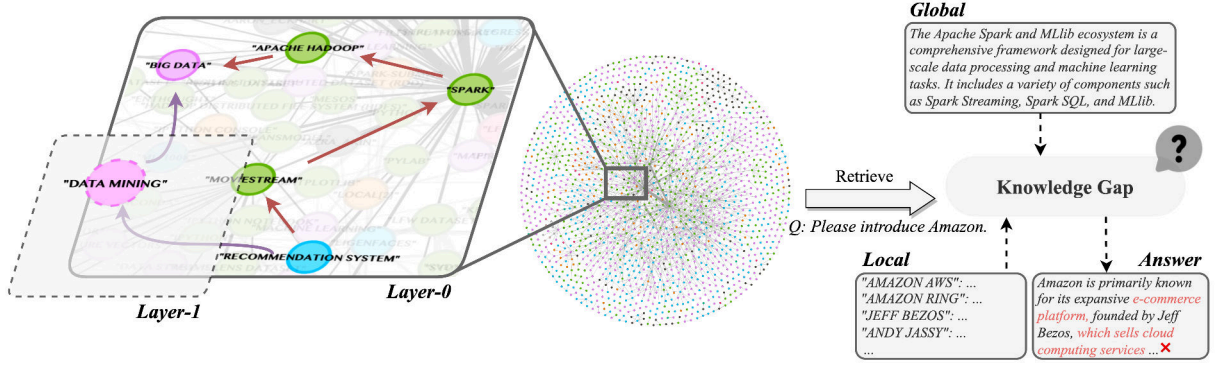 "APACHE HADOOP"
"BIG DATA"
"SPARK"
"DATA MINING"
"MOVIESTREAM"
"RECOMMENDATION SYSTEM"
Layer-0
Layer-1
Retrieve
Q: Please introduce Amazon.
Global
The Apache Spark and MLlib ecosystem is a
comprehensive framework designed for large-
scale data processing and machine learning
tasks. It includes a variety of components such
as Spark Streaming, Spark SQL, and MLlib.
?
Knowledge Gap
Local
"AMAZON AWS": ...
"AMAZON RING": ...
"JEFF BEZOS": ...
"ANDY JASSY": ...
...
Answer
Amazon is primarily known
for its expansive e-commerce
platform, founded by Jeff
Bezos, which sells cloud
computing services ...